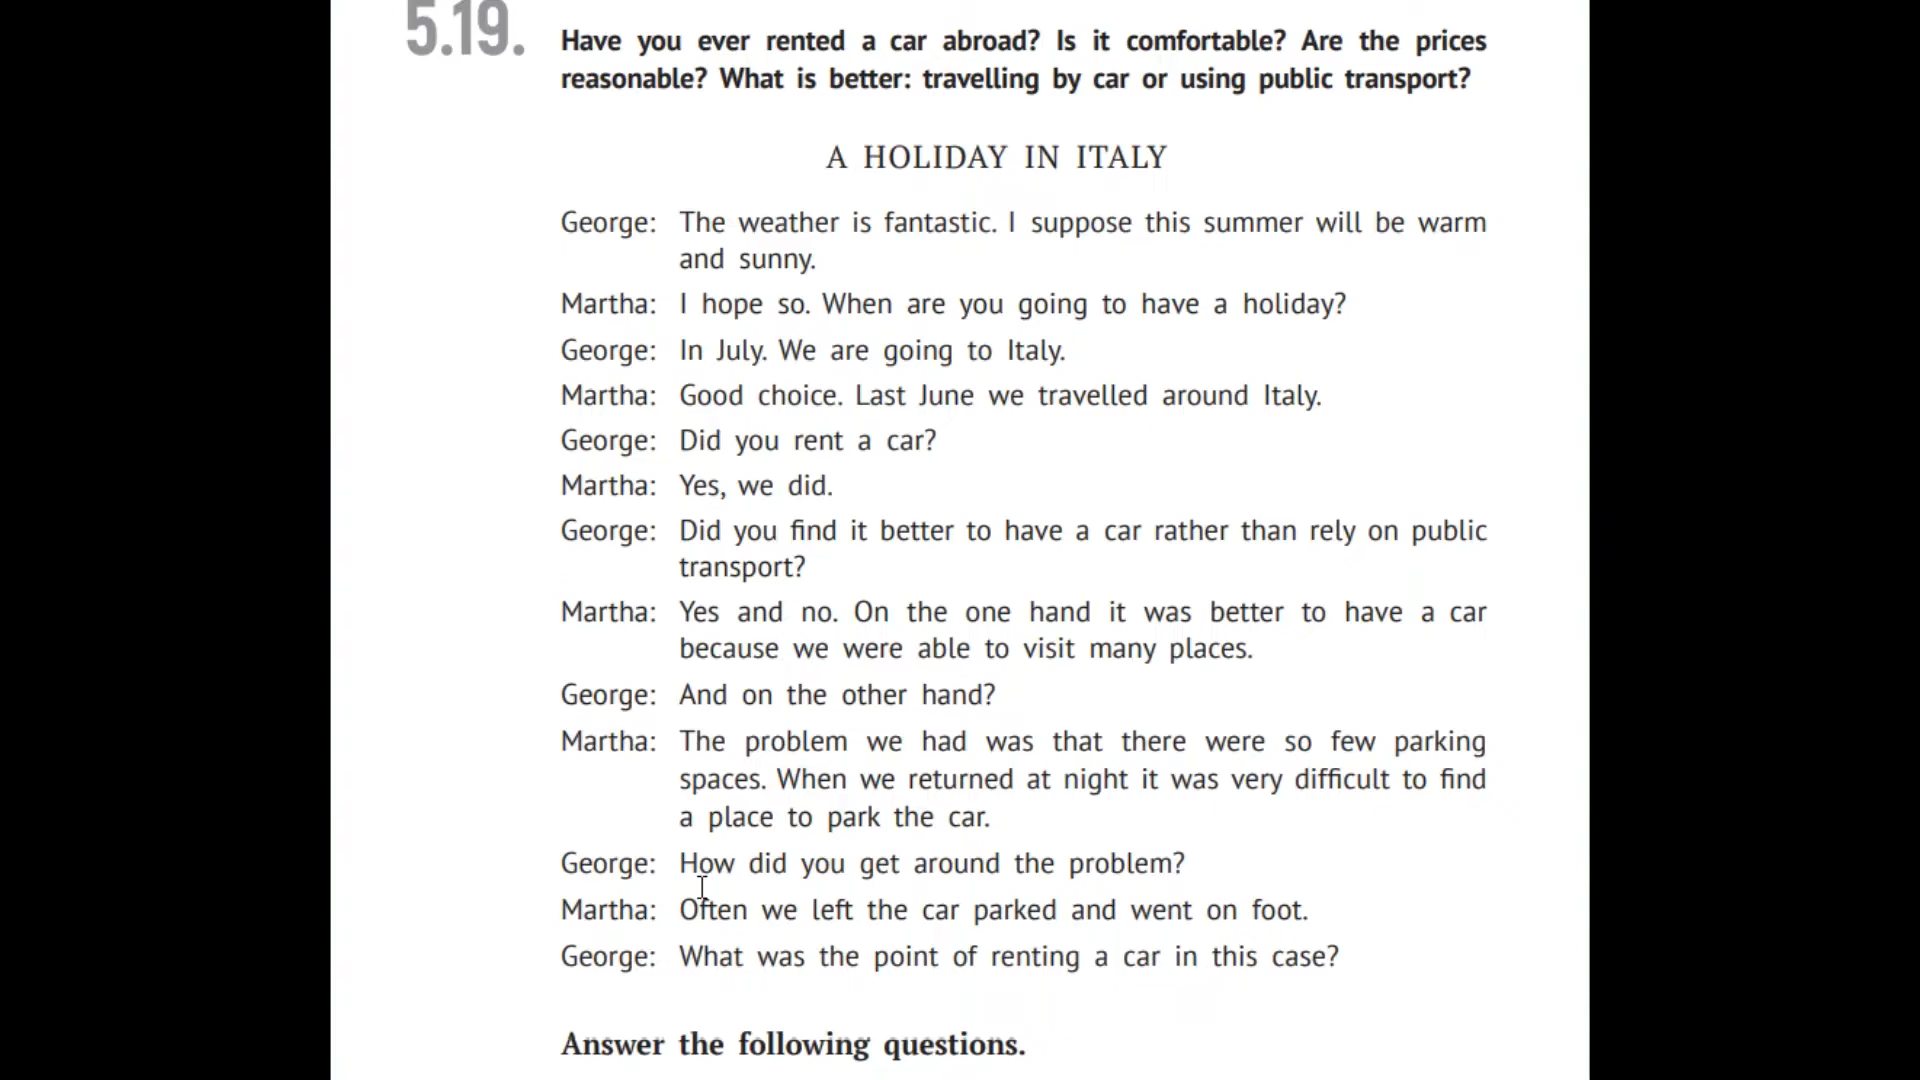 5.19. Have you ever rented a car abroad? Is it comfortable? Are the prices
reasonable? What is better: travelling by car or using public transport?
A HOLIDAY IN ITALY
George: The weather is fantastic. I suppose this summer will be warm
and sunny.
Martha: I hope so. When are you going to have a holiday?
George: In July. We are going to Italy.
Martha: Good choice. Last June we travelled around Italy.
George: Did you rent a car?
Martha: Yes, we did.
George: Did you find it better to have a car rather than rely on public
transport?
Martha: Yes and no. On the one hand it was better to have a car
because we were able to visit many places.
George: And on the other hand?
Martha: The problem we had was that there were so few parking
spaces. When we returned at night it was very difficult to find
a place to park the car.
George: How did you get around the problem?
Martha: Often we left the car parked and went on foot.
George: What was the point of renting a car in this case?
Answer the following questions.